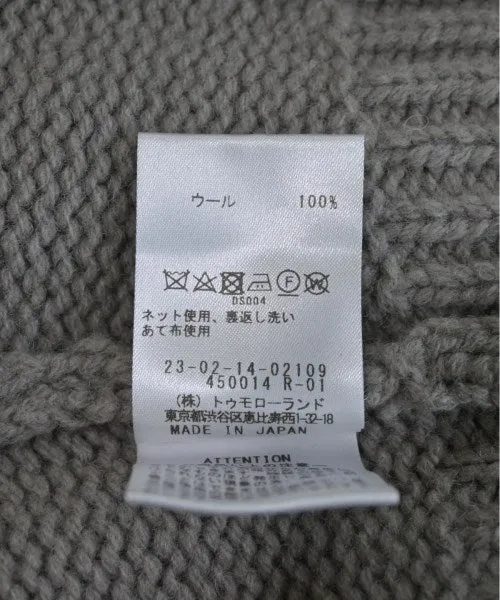 ウール 100%
F W
DS004
ネット使用、裏返し洗い
あて布使用
23-02-14-02109
450014 R-01
(株) トゥモローランド
東京都渋谷区恵比寿西1-32-18
MADE IN JAPAN
ATTENTION